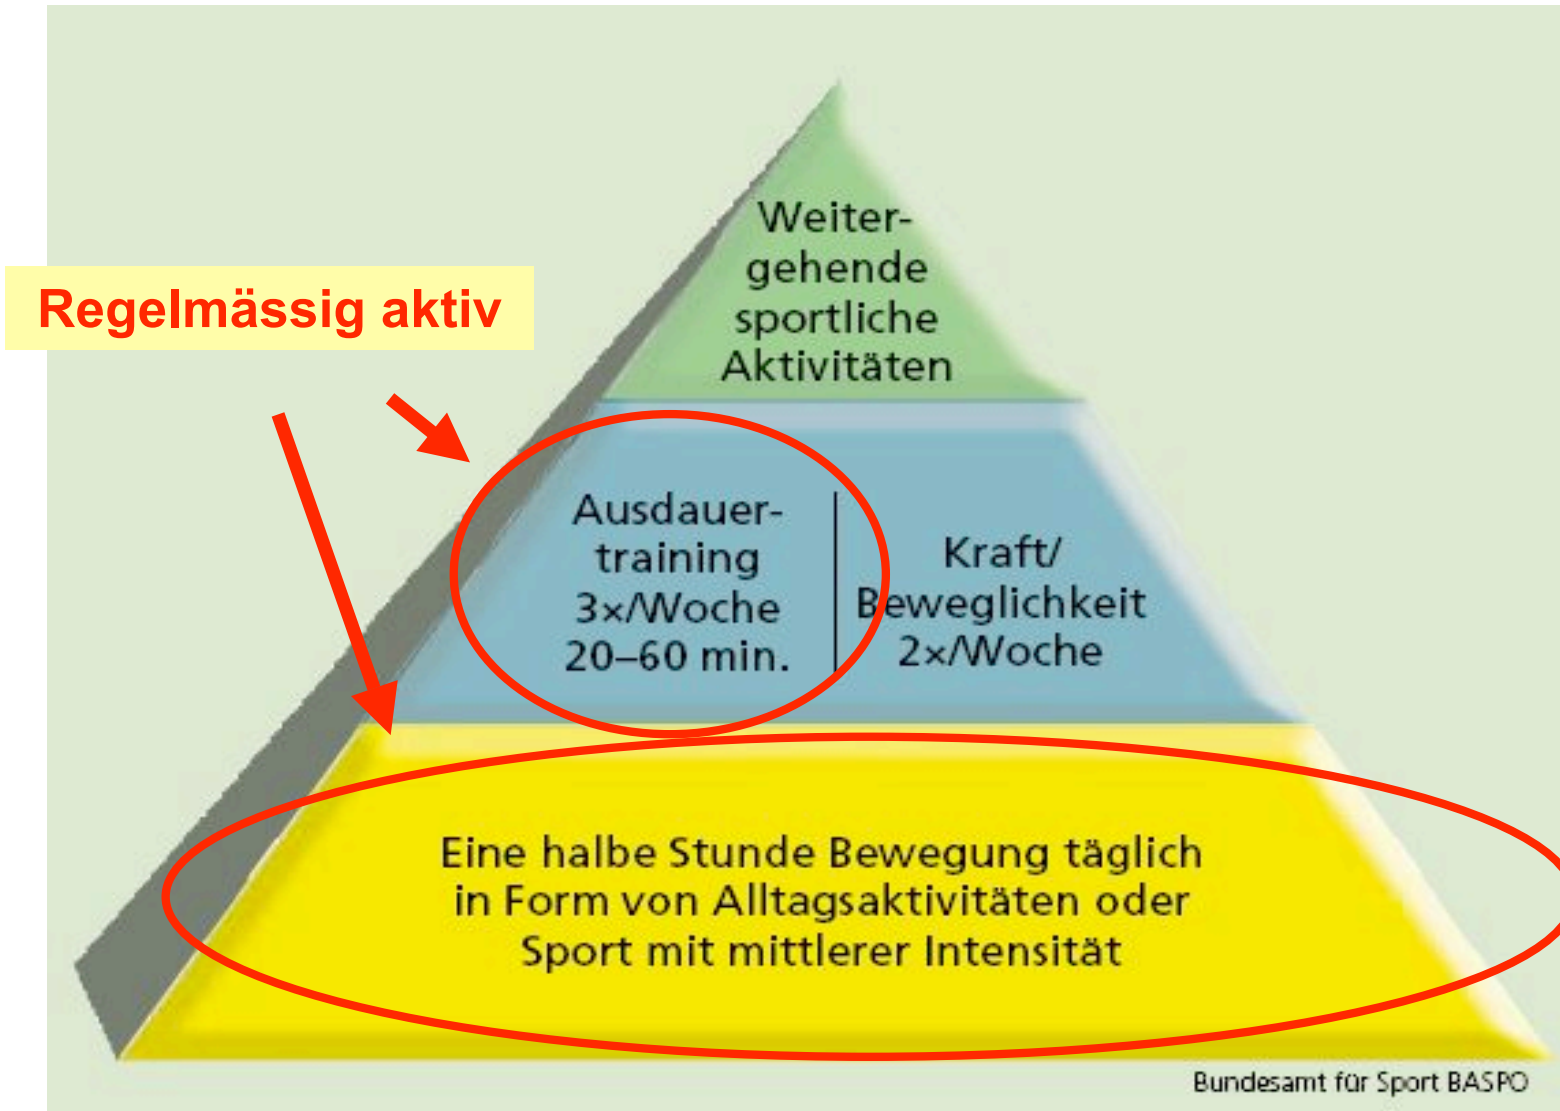 Weiter-
gehende
sportliche
Aktivitäten
Regelmässig aktiv
Ausdauer-
training
3×/Woche
20–60 min.
Kraft/
Beweglichkeit
2×/Woche
Eine halbe Stunde Bewegung täglich
in Form von Alltagsaktivitäten oder
Sport mit mittlerer Intensität
Bundesamt für Sport BASPO